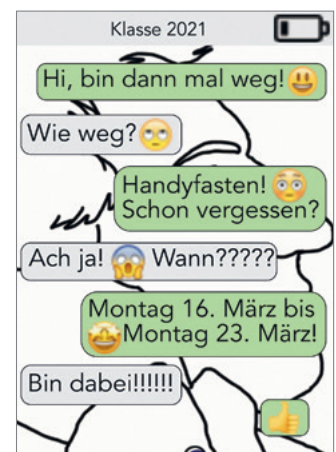 Klasse 2021
Hi, bin dann mal weg!😃
Wie weg?🙄
Handyfasten! 😳
Schon vergessen?
Ach ja! 😱 Wann?????
Montag 16. März bis
🤩Montag 23. März!
Bin dabei!!!!!!
👍